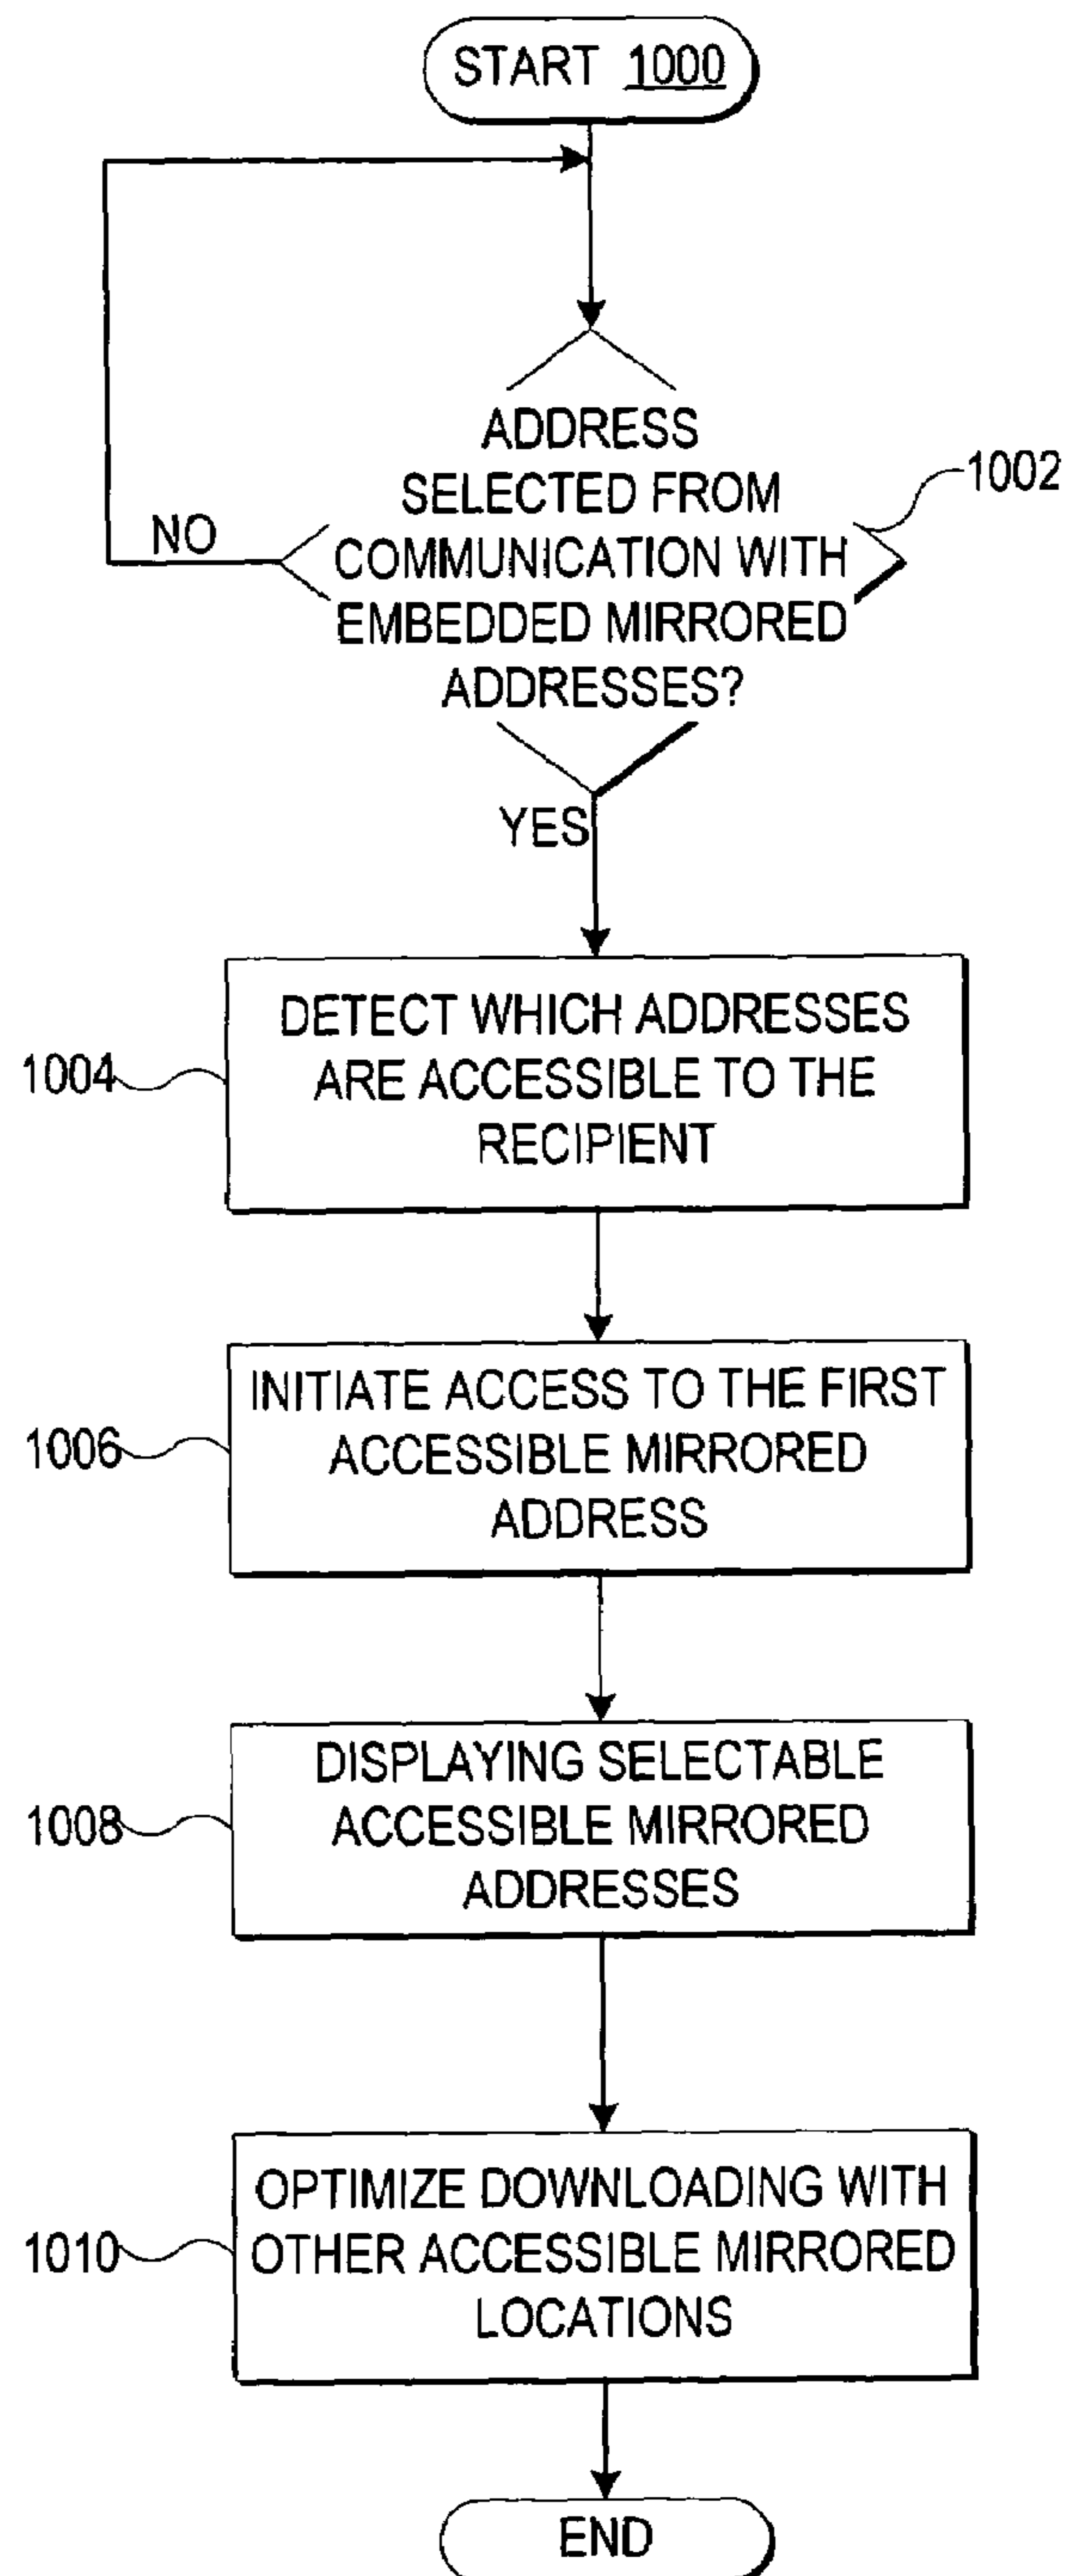 START 1000
ADDRESS
SELECTED FROM
COMMUNICATION WITH
EMBEDDED MIRRORED
ADDRESSES?
1002
NO
YES
DETECT WHICH ADDRESSES
ARE ACCESSIBLE TO THE
RECIPIENT
1004
INITIATE ACCESS TO THE FIRST
ACCESSIBLE MIRRORED
ADDRESS
1006
DISPLAYING SELECTABLE
ACCESSIBLE MIRRORED
ADDRESSES
1008
OPTIMIZE DOWNLOADING WITH
OTHER ACCESSIBLE MIRRORED
LOCATIONS
1010
END